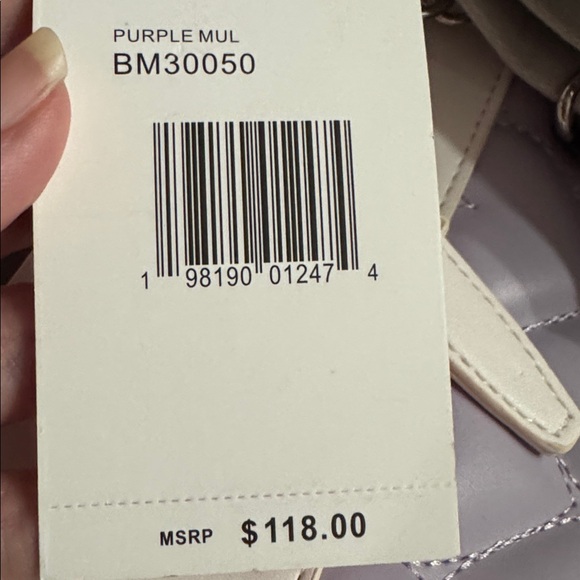 PURPLE MUL
BM30050
1 98190 01247 4
MSRP $118.00